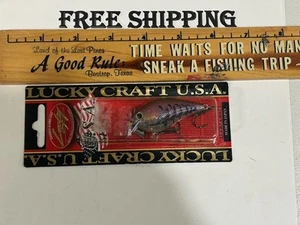 FREE SHIPPING
Land of the Lost Pines
A Good Rule
Bastrop, Texas
TIME WAITS FOR NO MAN
SNEAK A FISHING TRIP
LUCKY CRAFT U.S.A.
LUCKY CRAFT U.S.A.